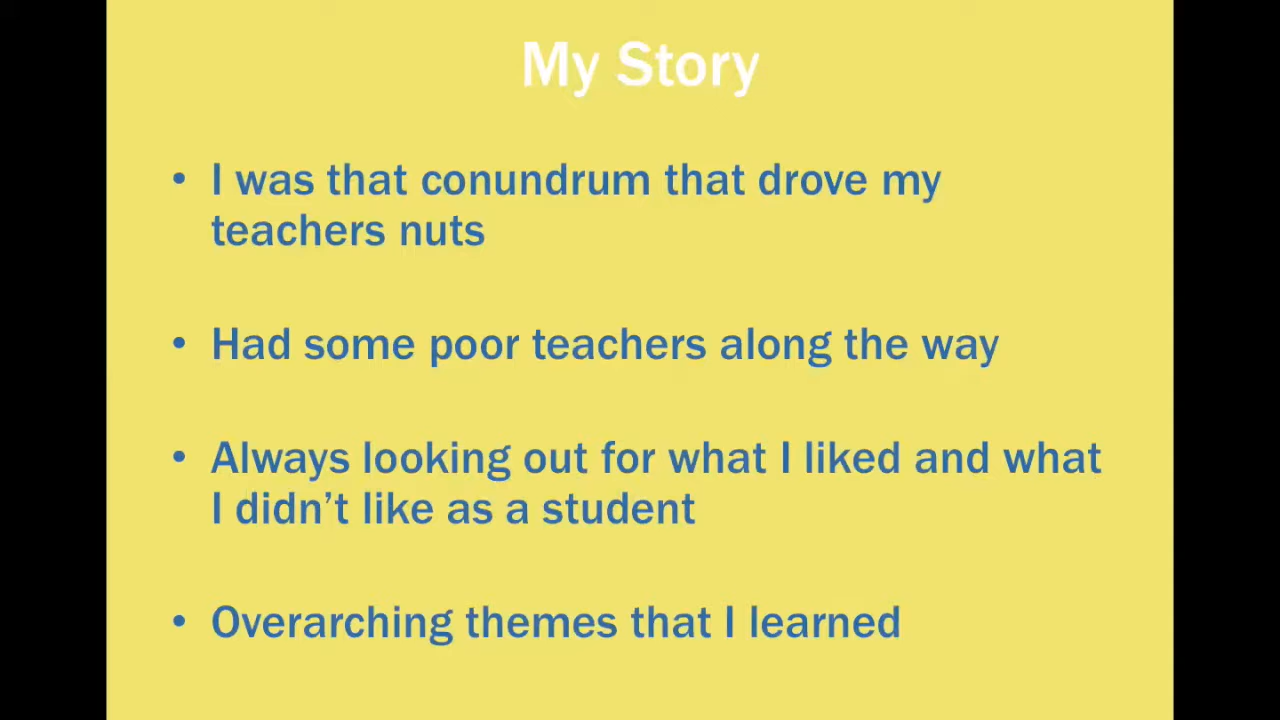 My Story
• I was that conundrum that drove my
teachers nuts
• Had some poor teachers along the way
• Always looking out for what I liked and what
I didn’t like as a student
• Overarching themes that I learned